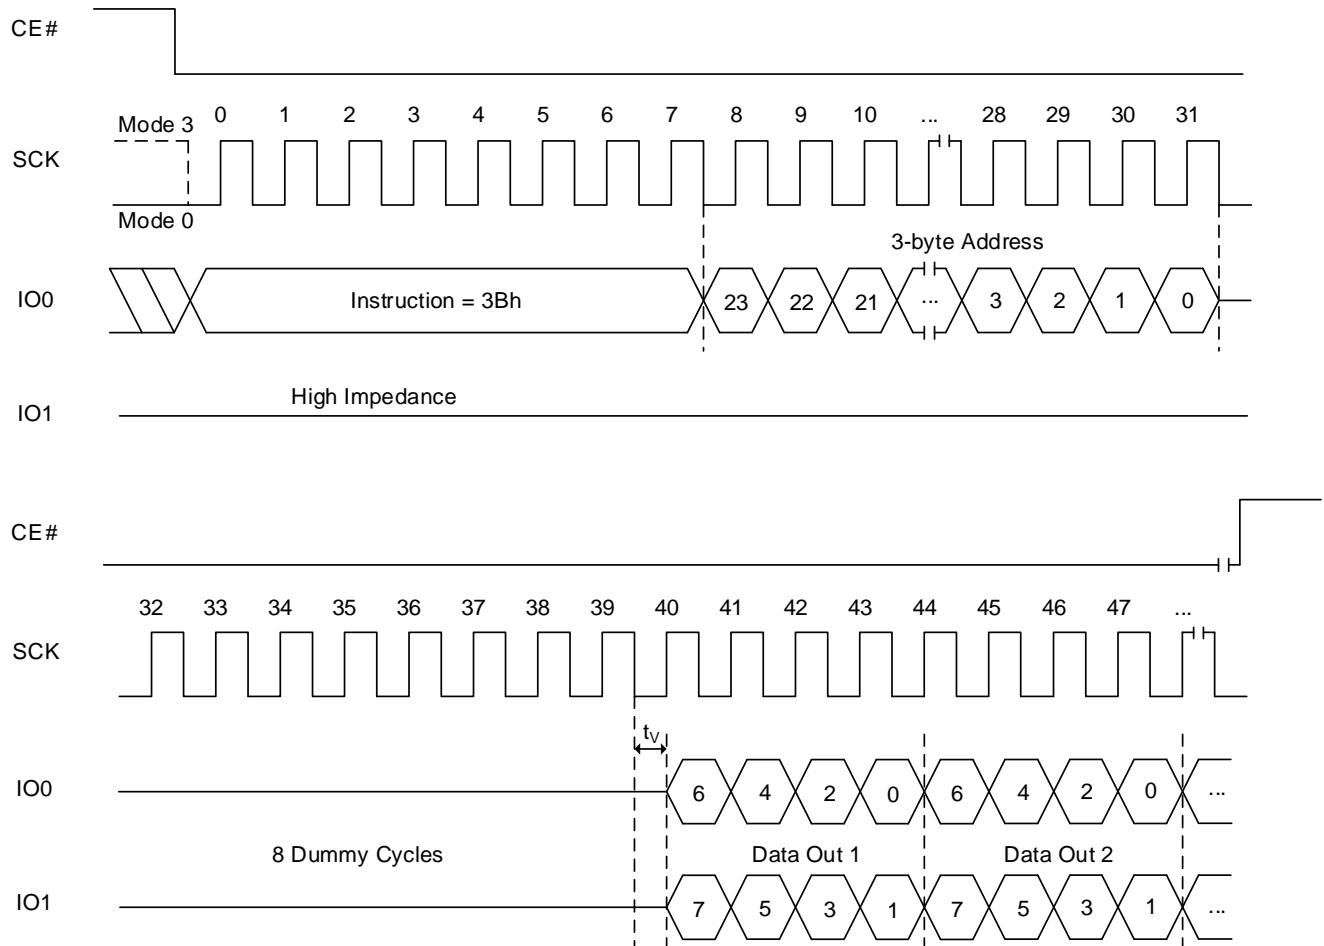 CE#
Mode 3 0 1 2 3 4 5 6 7 8 9 10 ... 28 29 30 31
SCK
Mode 0
3-byte Address
IO0 Instruction = 3Bh 23 22 21 ... 3 2 1 0
High Impedance
IO1
CE#
32 33 34 35 36 37 38 39 40 41 42 43 44 45 46 47 ...
SCK
tV
IO0 6 4 2 0 6 4 2 0 ...
8 Dummy Cycles Data Out 1 Data Out 2
IO1 7 5 3 1 7 5 3 1 ...